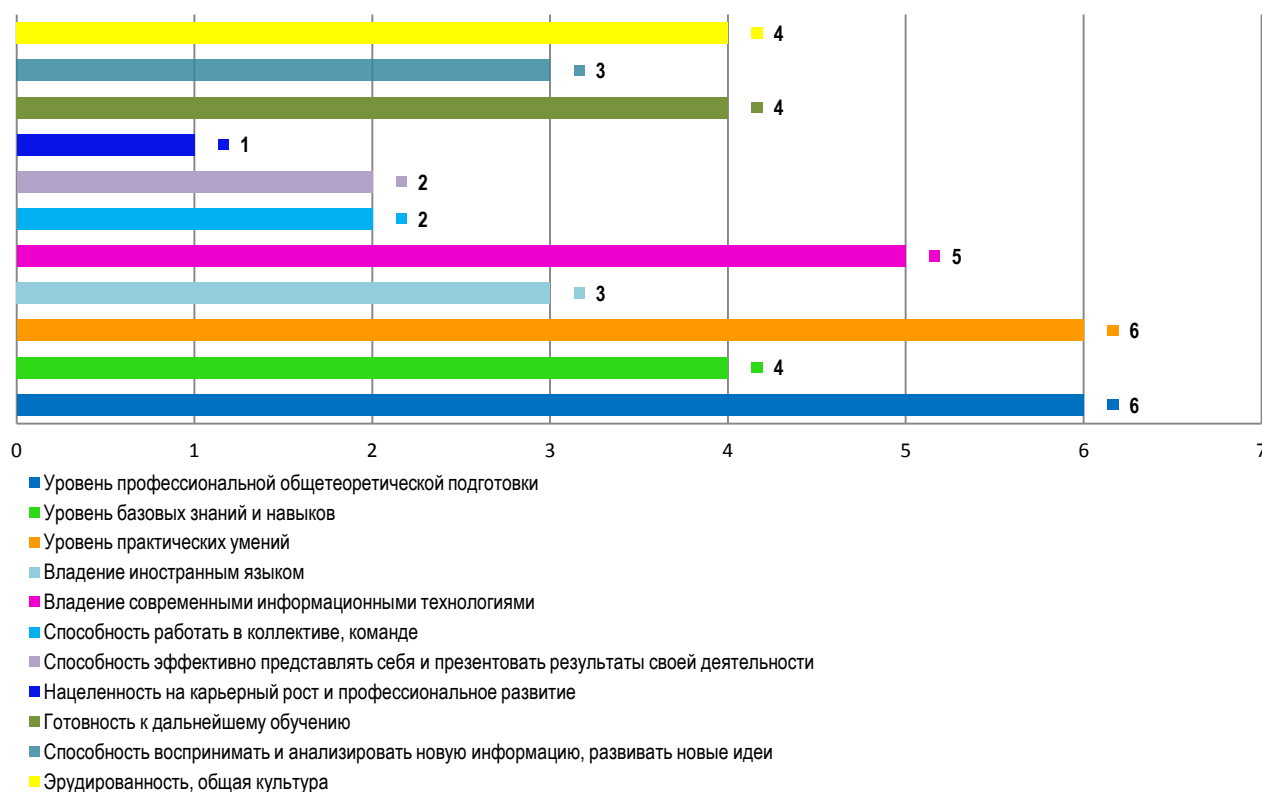 4
3
4
1
2
2
5
3
6
4
6
0 1 2 3 4 5 6 7
Уровень профессиональной общетеоретической подготовки
Уровень базовых знаний и навыков
Уровень практических умений
Владение иностранным языком
Владение современными информационными технологиями
Способность работать в коллективе, команде
Способность эффективно представлять себя и презентовать результаты своей деятельности
Нацеленность на карьерный рост и профессиональное развитие
Готовность к дальнейшему обучению
Способность воспринимать и анализировать новую информацию, развивать новые идеи
Эрудированность, общая культура